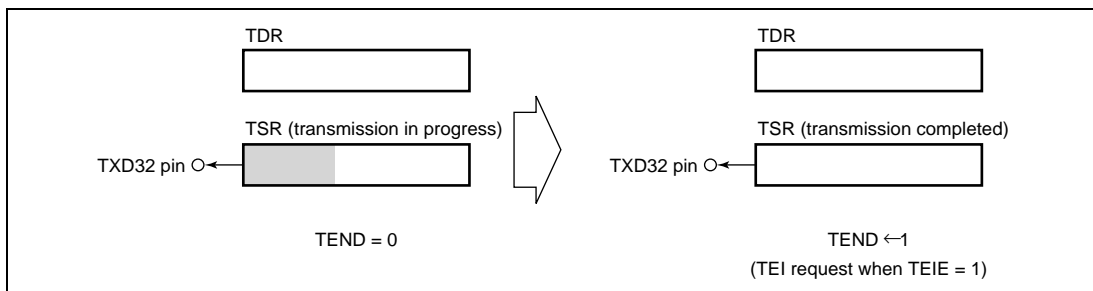 TDR
TSR (transmission in progress)
TXD32 pin
TEND = 0
TDR
TSR (transmission completed)
TXD32 pin
TEND ←1
(TEI request when TEIE = 1)